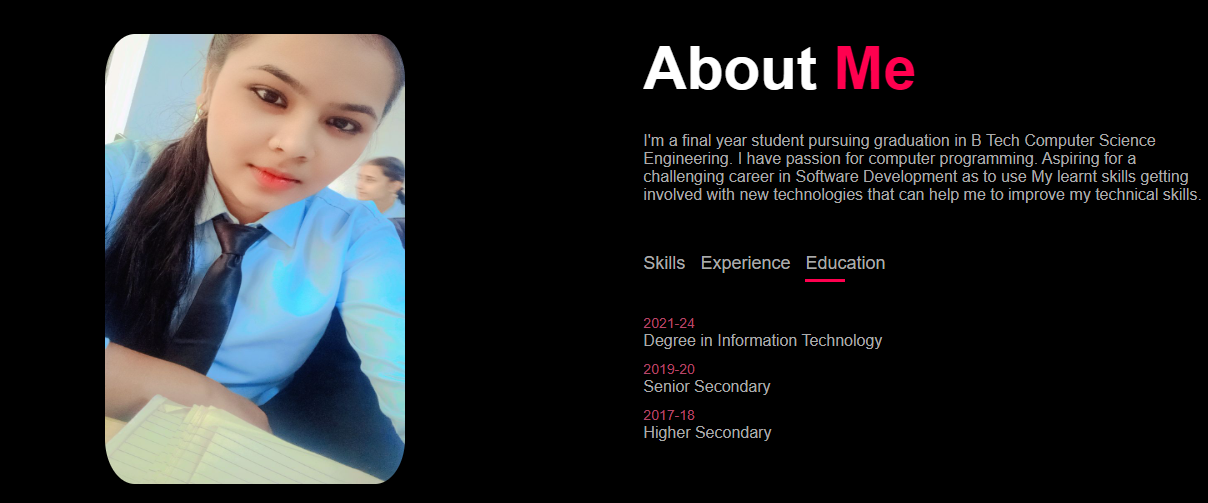 About Me
I'm a final year student pursuing graduation in B Tech Computer Science
Engineering. I have passion for computer programming. Aspiring for a
challenging career in Software Development as to use My learnt skills getting
involved with new technologies that can help me to improve my technical skills.
Skills Experience Education
2021-24
Degree in Information Technology
2019-20
Senior Secondary
2017-18
Higher Secondary